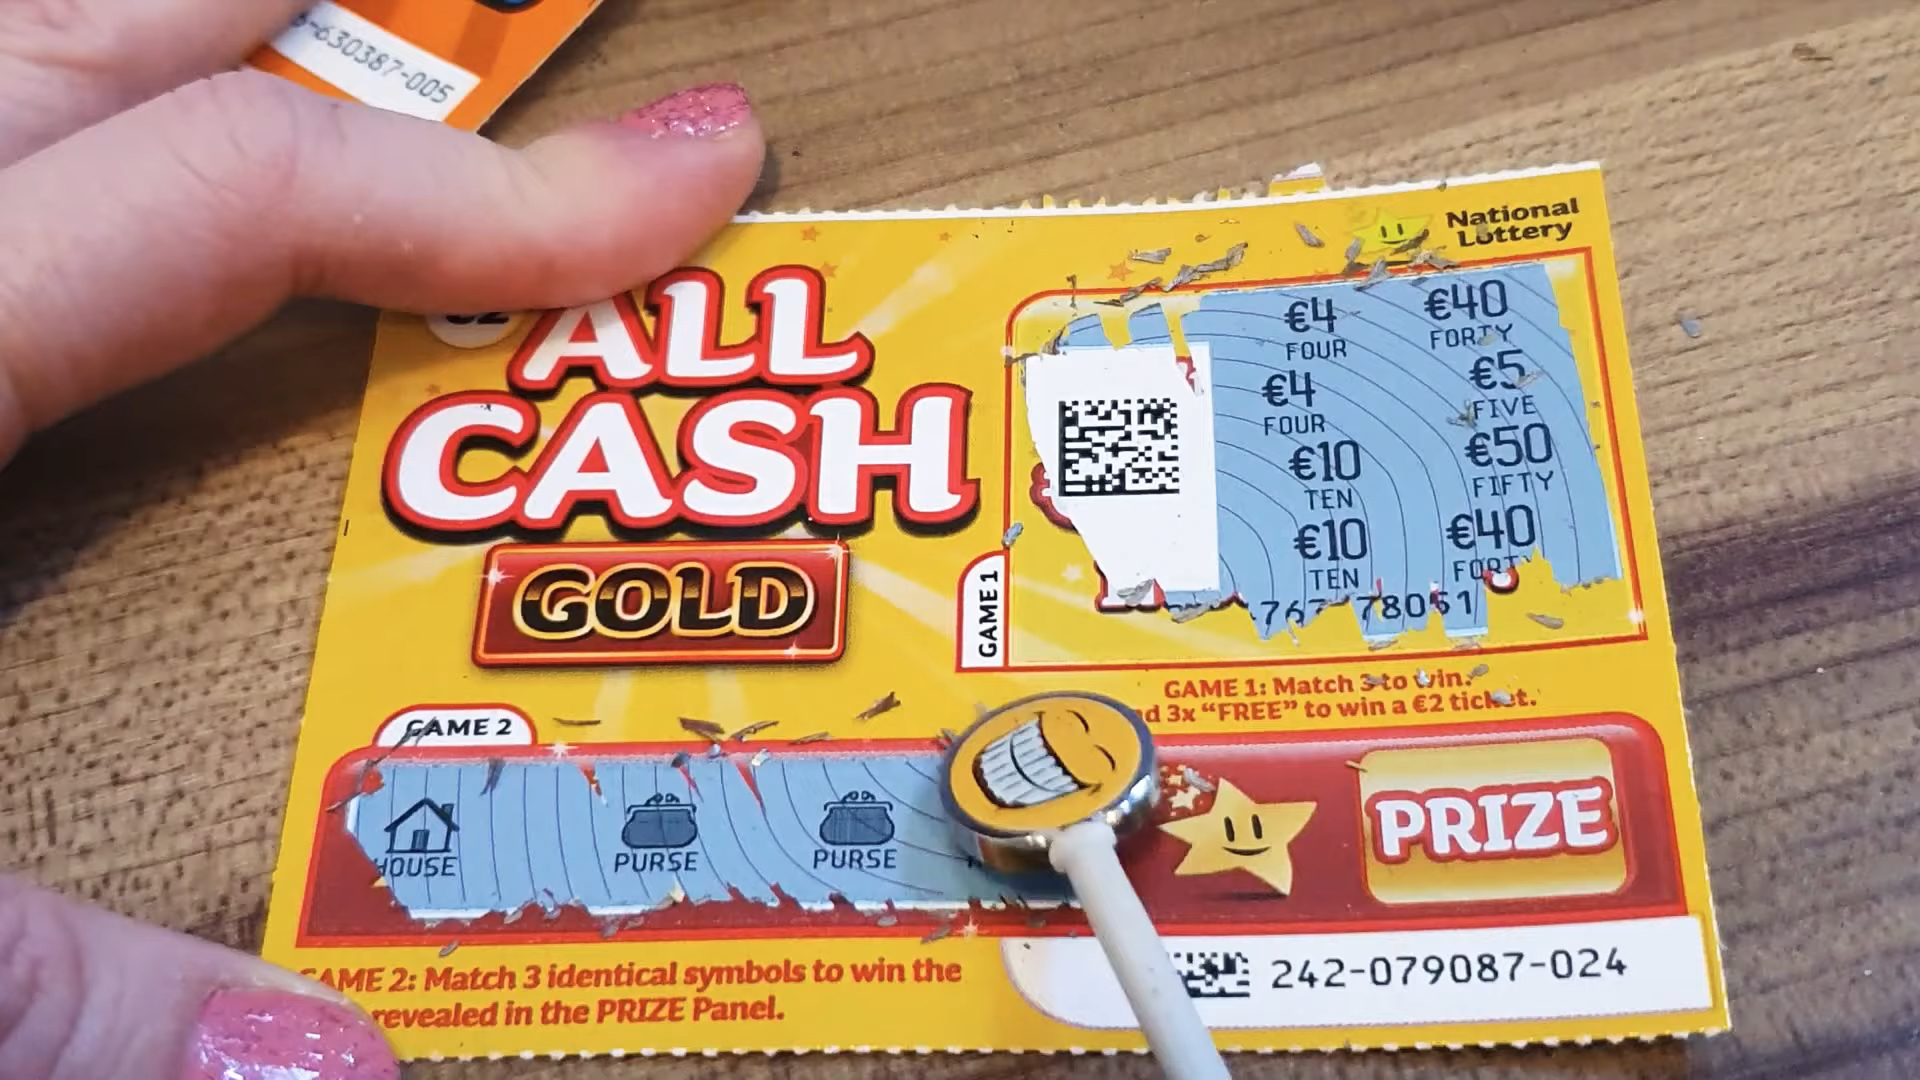 -630387-005
National
Lottery
€2
ALL
CASH
GOLD
GAME 1
€4
FOUR
€40
FORTY
€4
FOUR
€5
FIVE
€10
TEN
€50
FIFTY
€10
TEN
€40
FORTY
78051
GAME 1: Match 3 to win.
3x "FREE" to win a €2 ticket.
GAME 2
HOUSE
PURSE
PURSE
PRIZE
242-079087-024
GAME 2: Match 3 identical symbols to win the
revealed in the PRIZE Panel.